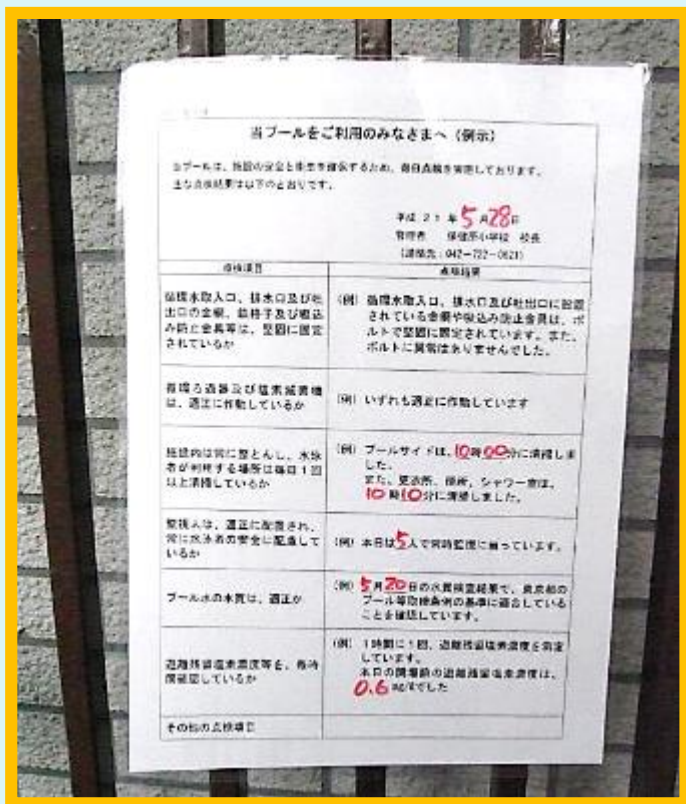 当プールをご利用のみなさまへ（例示）
当プールは、施設の安全と衛生を確保するため、毎日点検を実施しております。
主な点検結果は以下のとおりです。
平成21年5月28日
管理者　保健所小学校　校長
（連絡先：042-722-0621）
点検項目
点検結果
循環水取入口、排水口及び吐
出口の金網、鉄格子及び吸込
み防止金具等は、堅固に固定
されているか
（例）循環水取入口、排水口及び吐出口に設置
されている金網や吸込み防止金具は、ボ
ルトで堅固に固定されています。また、
ボルトに異常はありませんでした。
循環ろ過器及び塩素滅菌機
は、適正に作動しているか
（例）いずれも適正に作動しています
施設内は常に整とんし、水泳
者が利用する場所は毎日1回
以上清掃しているか
（例）プールサイドは、10時00分に清掃しま
した。
また、更衣所、便所、シャワー室は、
10時10分に清掃しました。
監視人は、適正に配置され、
常に水泳者の安全に配慮して
いるか
（例）本日は5人で常時監視に当っています。
プール水の水質は、適正か
（例）5月20日の水質検査結果で、東京都の
プール等取締条例の基準に適合している
ことを確認しています。
遊離残留塩素濃度等を、毎時
間確認しているか
（例）1時間に1回、遊離残留塩素濃度を測定
しています。
本日の開場前の遊離残留塩素濃度は、
0.6 mg/ℓでした
その他の点検項目